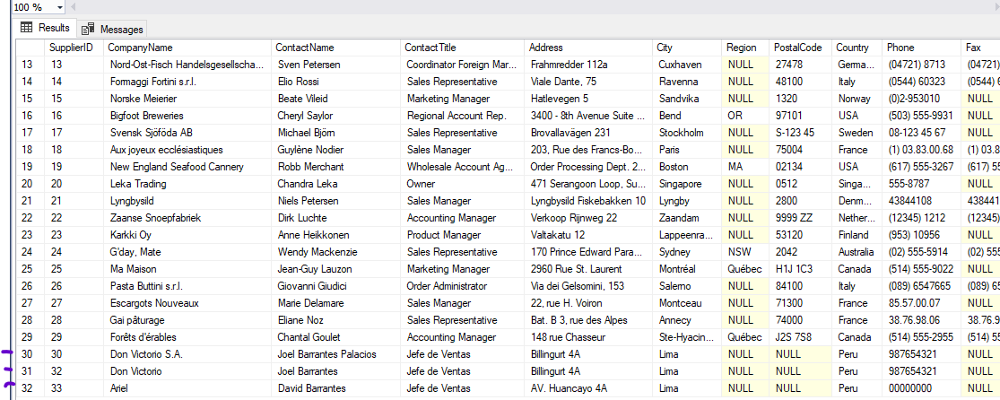 100 %
Results Messages
SupplierID CompanyName ContactName ContactTitle Address City Region PostalCode Country Phone Fax
13 13 Nord-Ost-Fisch Handelsgesellscha... Sven Petersen Coordinator Foreign Mar... Frahmredder 112a Cuxhaven NULL 27478 Germa... (04721) 8713 (04721)
14 14 Formaggi Fortini s.r.l. Elio Rossi Sales Representative Viale Dante, 75 Ravenna NULL 48100 Italy (0544) 60323 (0544) 6
15 15 Norske Meierier Beate Vileid Marketing Manager Hatlevegen 5 Sandvika NULL 1320 Norway (0)2-953010 NULL
16 16 Bigfoot Breweries Cheryl Saylor Regional Account Rep. 3400 - 8th Avenue Suite ... Bend OR 97101 USA (503) 555-9931 NULL
17 17 Svensk Sjöföda AB Michael Björn Sales Representative Brovallavägen 231 Stockholm NULL S-123 45 Sweden 08-123 45 67 NULL
18 18 Aux joyeux ecclésiastiques Guylène Nodier Sales Manager 203, Rue des Francs-Bo... Paris NULL 75004 France (1) 03.83.00.68 (1) 03.8
19 19 New England Seafood Cannery Robb Merchant Wholesale Account Ag... Order Processing Dept. 2... Boston MA 02134 USA (617) 555-3267 (617) 55
20 20 Leka Trading Chandra Leka Owner 471 Serangoon Loop, Su... Singapore NULL 0512 Singa... 555-8787 NULL
21 21 Lyngbysild Niels Petersen Sales Manager Lyngbysild Fiskebakken 10 Lyngby NULL 2800 Denm... 43844108 438441
22 22 Zaanse Snoepfabriek Dirk Luchte Accounting Manager Verkoop Rijnweg 22 Zaandam NULL 9999 ZZ Nether... (12345) 1212 (12345)
23 23 Karkki Oy Anne Heikkonen Product Manager Valtakatu 12 Lappeenra... NULL 53120 Finland (953) 10956 NULL
24 24 G'day, Mate Wendy Mackenzie Sales Representative 170 Prince Edward Para... Sydney NSW 2042 Australia (02) 555-5914 (02) 555
25 25 Ma Maison Jean-Guy Lauzon Marketing Manager 2960 Rue St. Laurent Montréal Québec H1J 1C3 Canada (514) 555-9022 NULL
26 26 Pasta Buttini s.r.l. Giovanni Giudici Order Administrator Via dei Gelsomini, 153 Salerno NULL 84100 Italy (089) 6547665 (089) 65
27 27 Escargots Nouveaux Marie Delamare Sales Manager 22, rue H. Voiron Montceau NULL 71300 France 85.57.00.07 NULL
28 28 Gai pâturage Eliane Noz Sales Representative Bat. B 3, rue des Alpes Annecy NULL 74000 France 38.76.98.06 38.76.9
29 29 Forêts d'érables Chantal Goulet Accounting Manager 148 rue Chasseur Ste-Hyacin... Québec J2S 7S8 Canada (514) 555-2955 (514) 55
30 30 Don Victorio S.A. Joel Barrantes Palacios Jefe de Ventas Billingurt 4A Lima NULL NULL Peru 987654321 NULL
31 32 Don Victorio Joel Barrantes Jefe de Ventas Billingurt 4A Lima NULL NULL Peru 987654321 NULL
32 33 Ariel David Barrantes Jefe de Ventas AV. Huancayo 4A Lima NULL NULL Peru 00000000 NULL